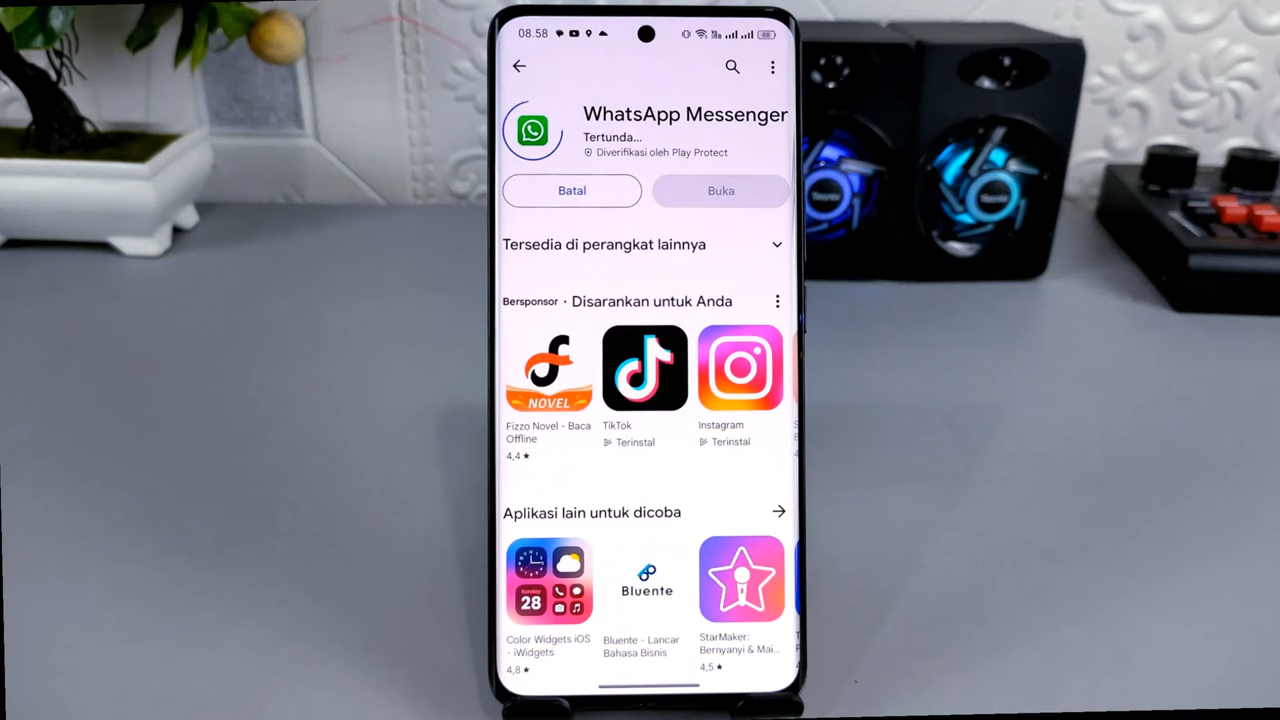 08.58
WhatsApp Messenger
Tertunda...
Diverifikasi oleh Play Protect
Batal
Buka
Tersedia di perangkat lainnya
Bersponsor · Disarankan untuk Anda
NOVEL
Fizzo Novel - Baca
Offline
4,4 ★
TikTok
Terinstal
Instagram
Terinstal
Aplikasi lain untuk dicoba
Sunday
28
Bluente
Color Widgets iOS
- iWidgets
4,8 ★
Bluente - Lancar
Bahasa Bisnis
StarMaker:
Bernyanyi & Mai...
4,5 ★